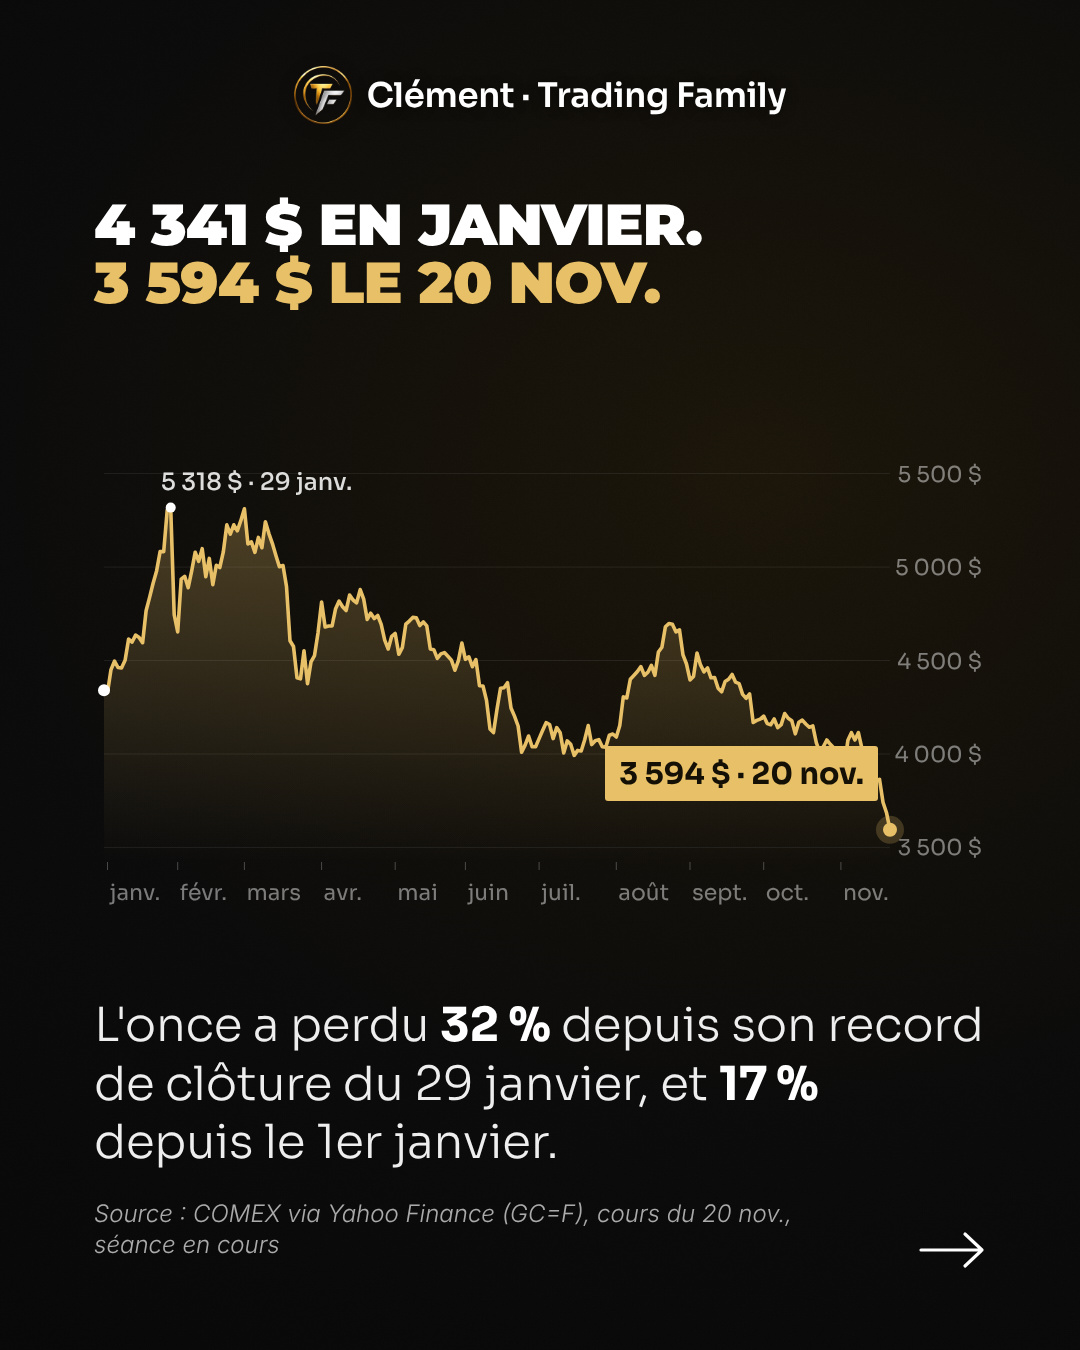 TF
Clément · Trading Family
4 341 $ EN JANVIER.
3 594 $ LE 20 NOV.
5 318 $ · 29 janv.
5 500 $
5 000 $
4 500 $
4 000 $
3 594 $ · 20 nov.
3 500 $
janv. févr. mars avr. mai juin juil. août sept. oct. nov.
L'once a perdu 32 % depuis son record
de clôture du 29 janvier, et 17 %
depuis le 1er janvier.
Source : COMEX via Yahoo Finance (GC=F), cours du 20 nov.,
séance en cours